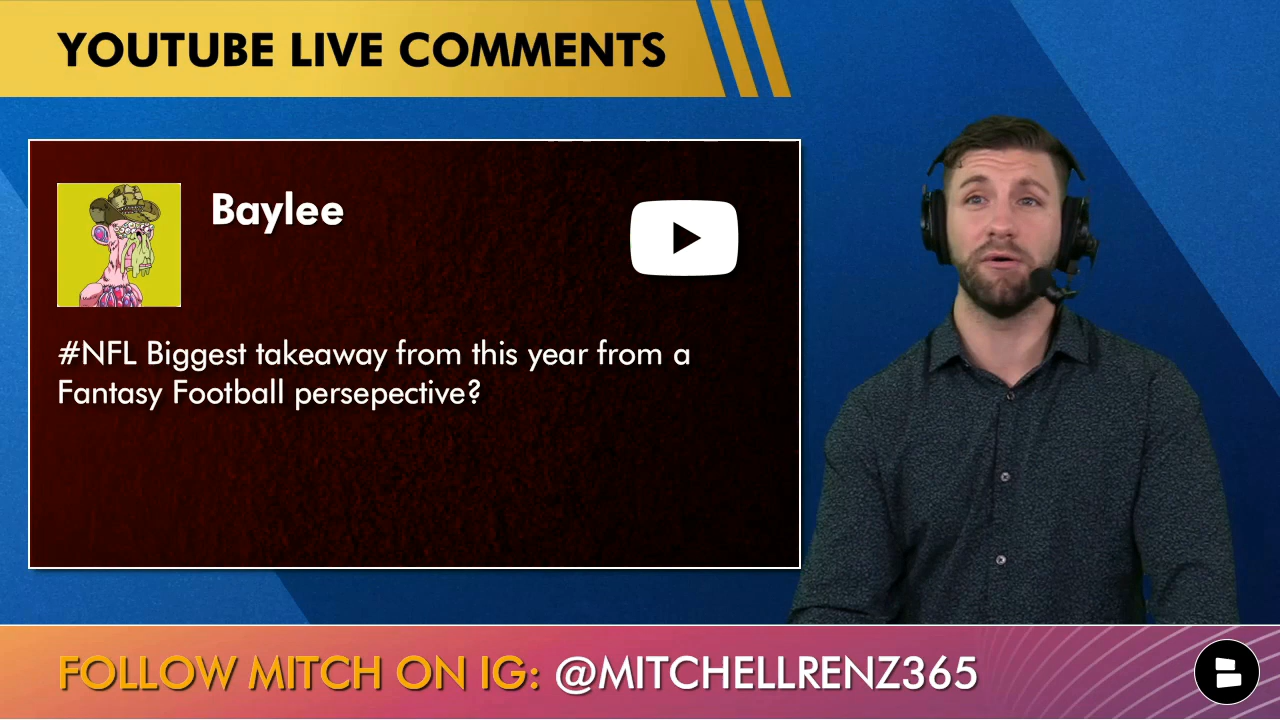 YOUTUBE LIVE COMMENTS
Baylee
#NFL Biggest takeaway from this year from a
Fantasy Football persepective?
FOLLOW MITCH ON IG: @MITCHELLRENZ365